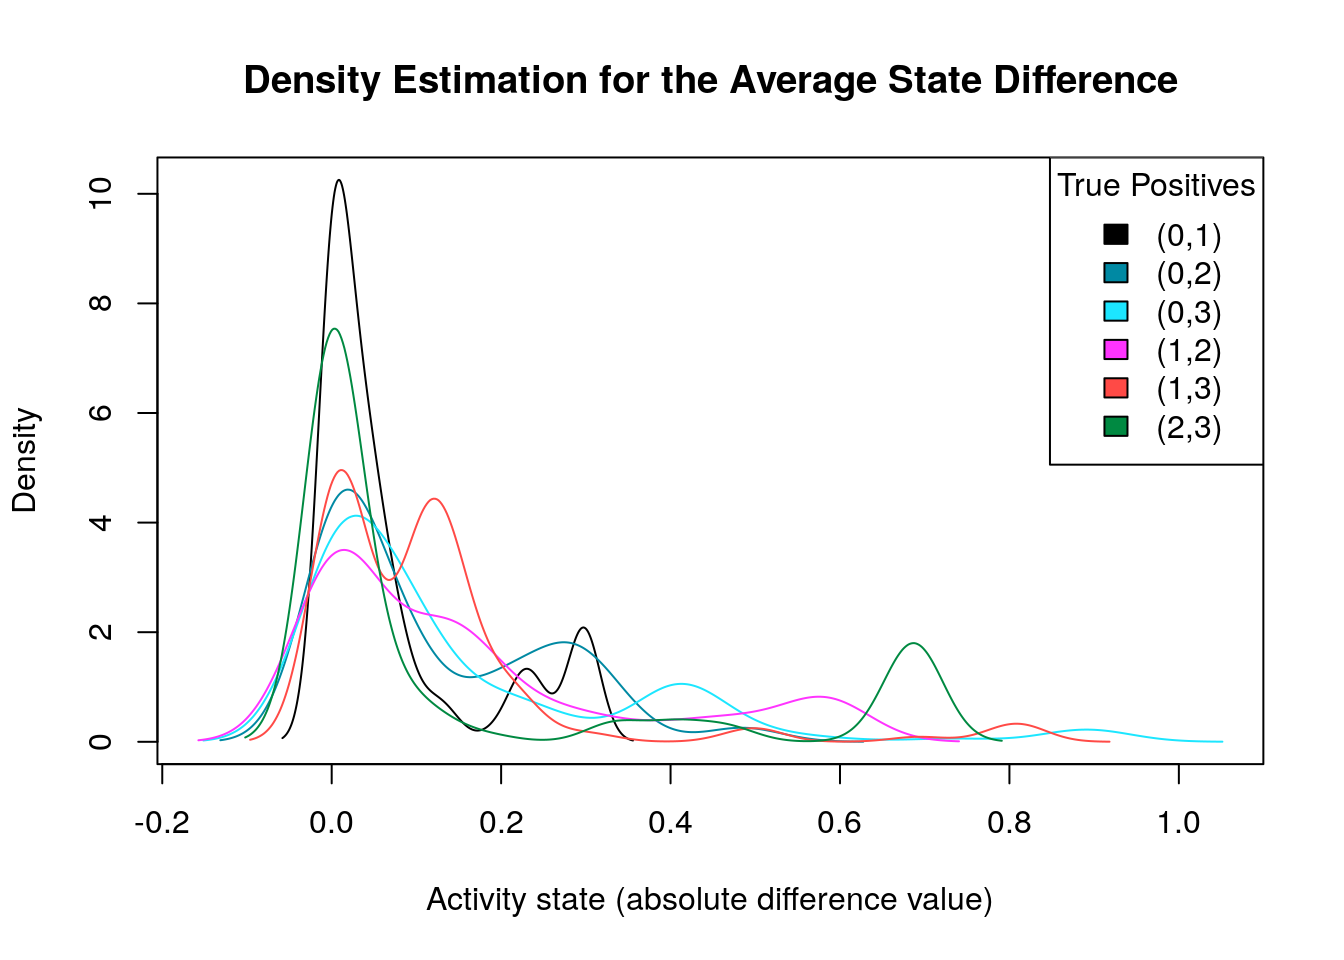 Density Estimation for the Average State Difference
True Positives
(0,1)
(0,2)
(0,3)
(1,2)
(1,3)
(2,3)
Density
10
8
6
4
2
0
-0.2 0.0 0.2 0.4 0.6 0.8 1.0
Activity state (absolute difference value)